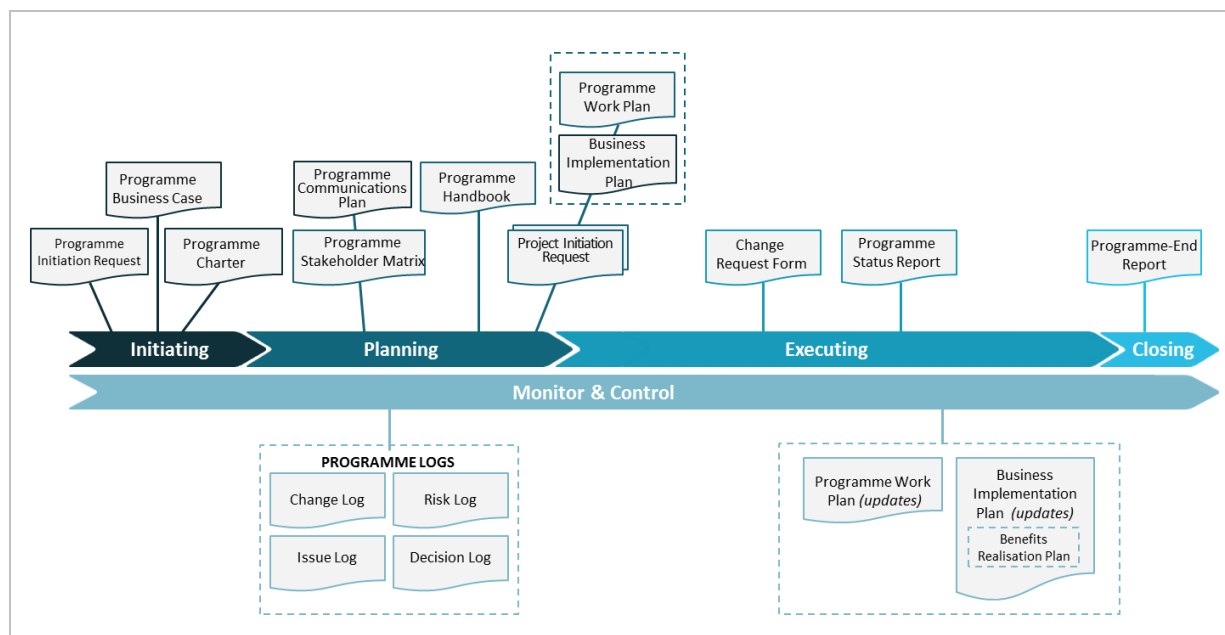 Programme
Work Plan
Business
Implementation
Plan
Programme
Business Case
Programme
Communications
Plan
Programme
Handbook
Programme
Initiation Request
Programme
Charter
Programme
Stakeholder Matrix
Project Initiation
Request
Change
Request Form
Programme
Status Report
Programme-End
Report
Initiating
Planning
Executing
Closing
Monitor & Control
PROGRAMME LOGS
Change Log
Risk Log
Issue Log
Decision Log
Programme Work
Plan (updates)
Business
Implementation
Plan (updates)
Benefits
Realisation Plan